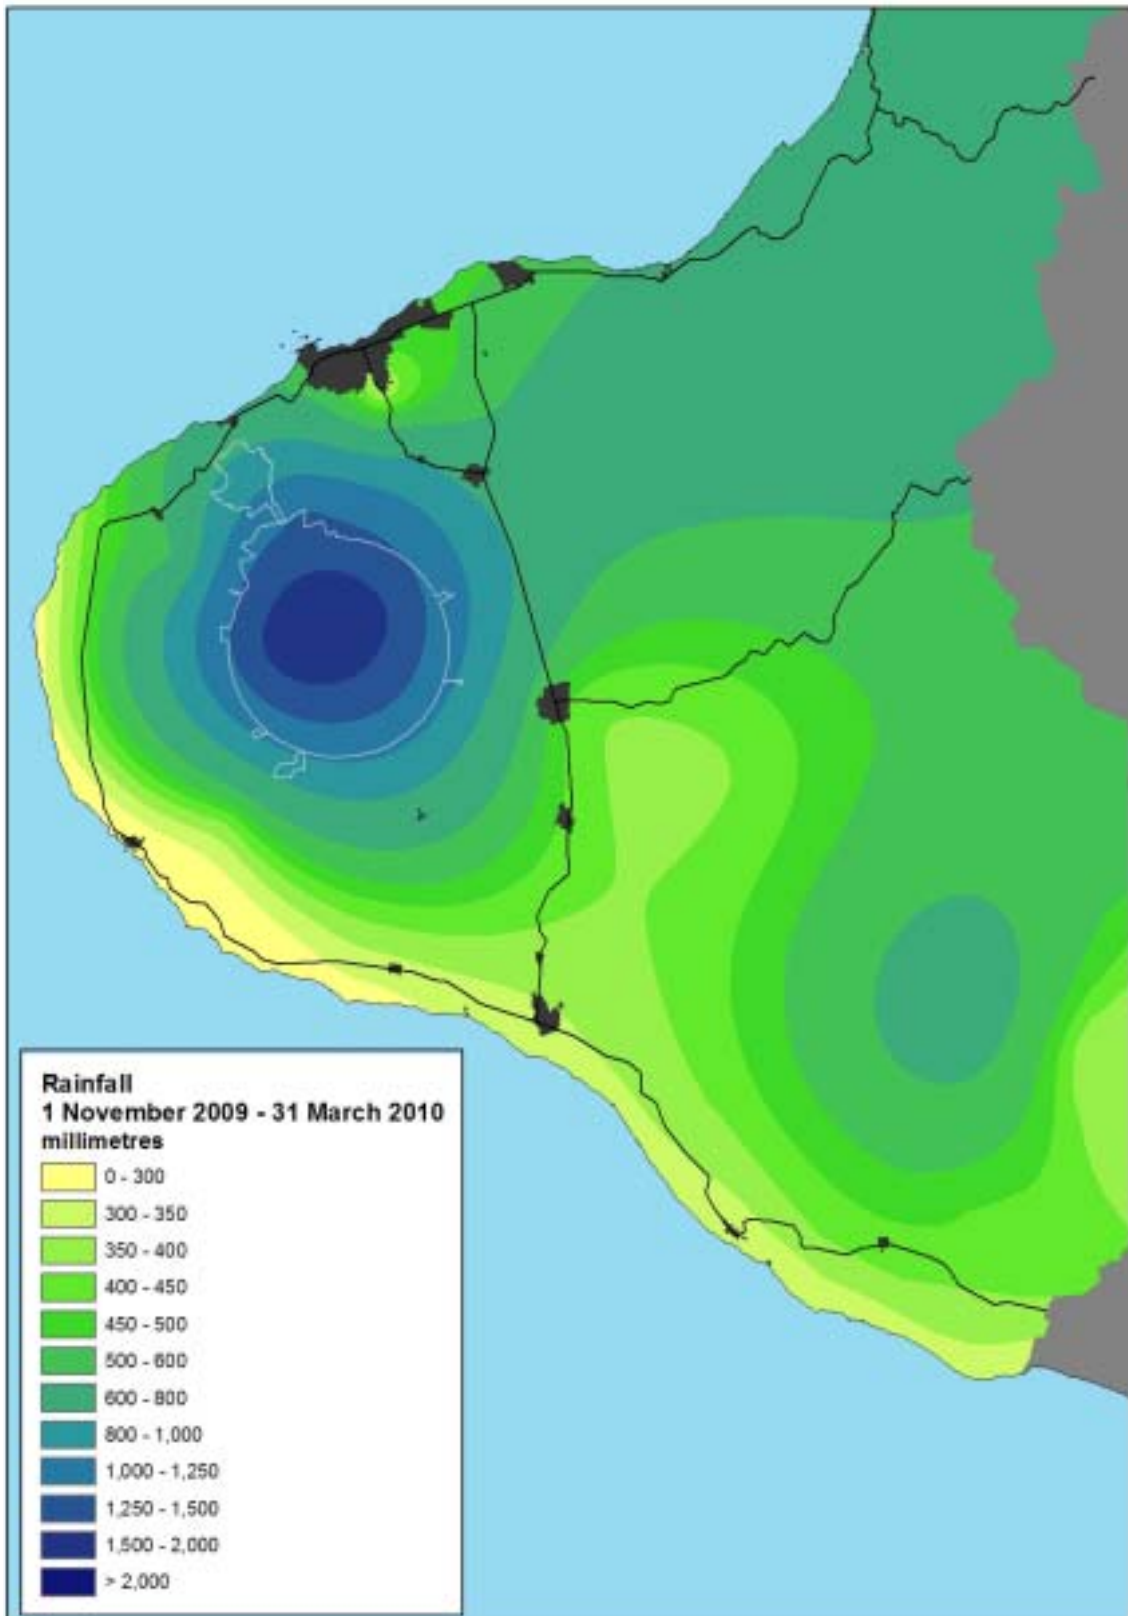 Rainfall
1 November 2009 - 31 March 2010
millimetres
0 - 300
300 - 350
350 - 400
400 - 450
450 - 500
500 - 600
600 - 800
800 - 1,000
1,000 - 1,250
1,250 - 1,500
1,500 - 2,000
> 2,000